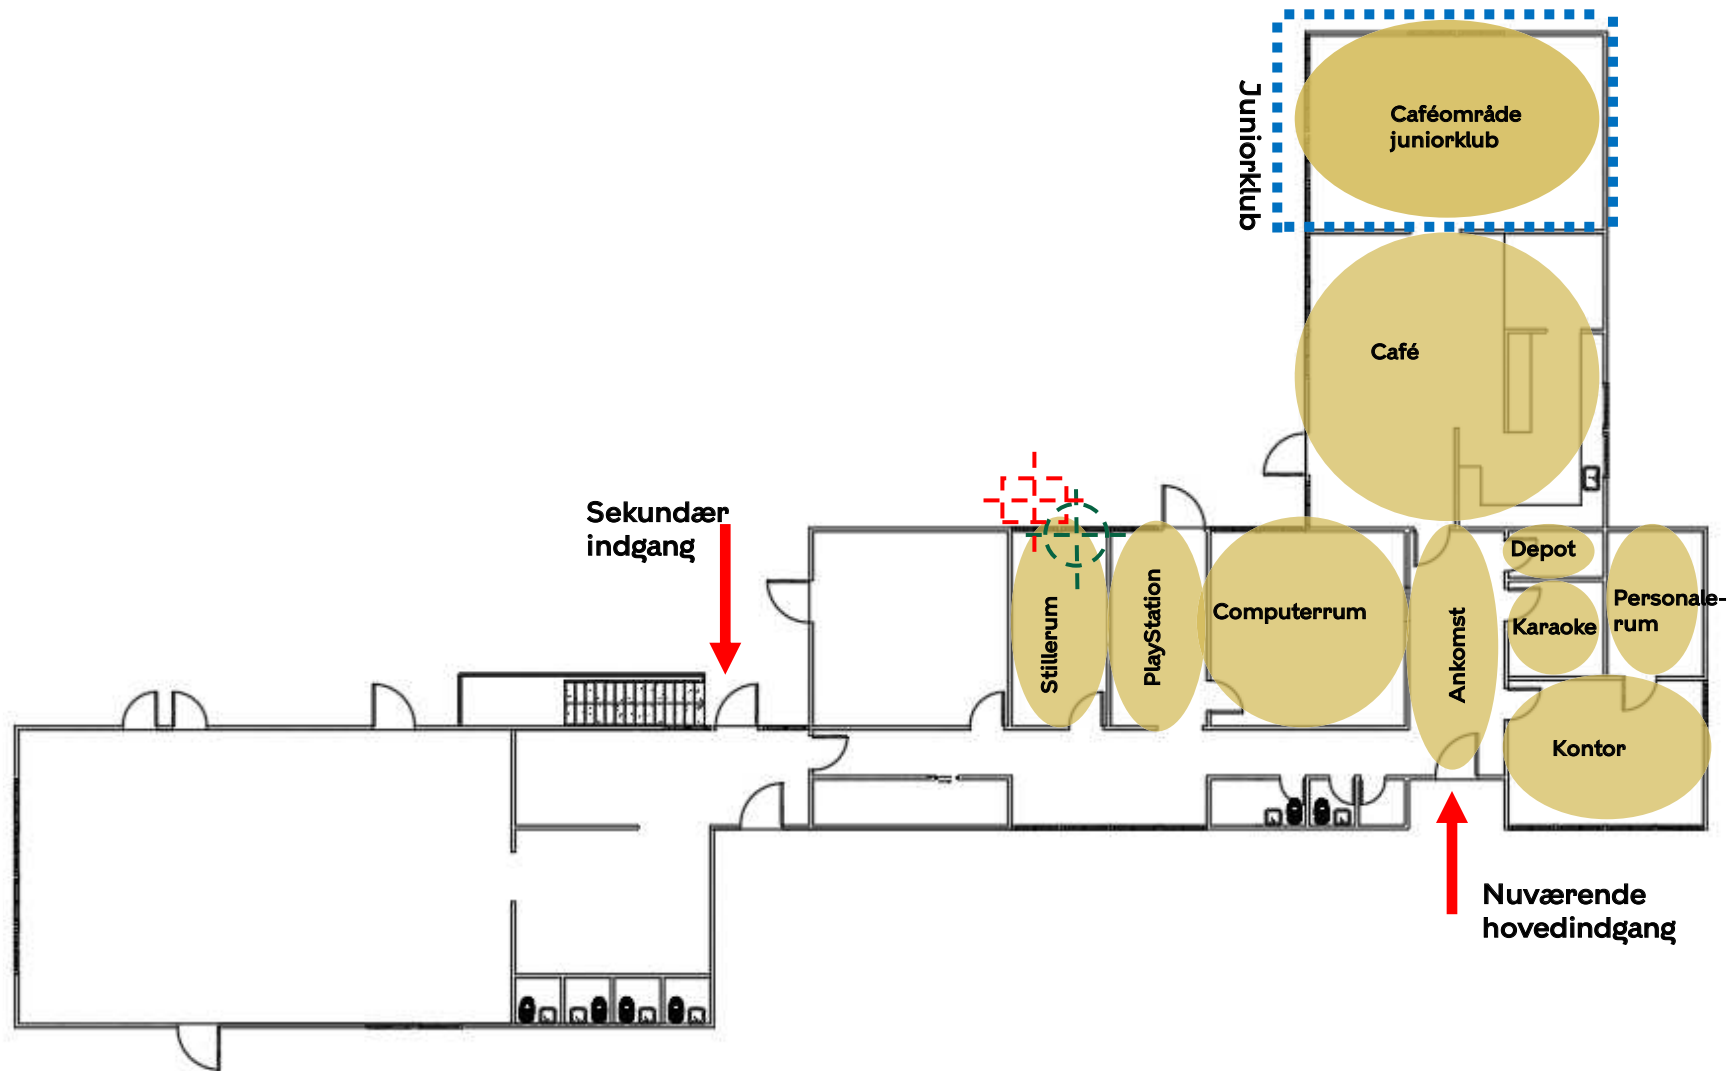 Juniorklub
Caféområde
juniorklub
Café
Sekundær
indgang
Stillerum
PlayStation
Computerrum
Ankomst
Depot
Karaoke
Personale-
rum
Kontor
Nuværende
hovedindgang